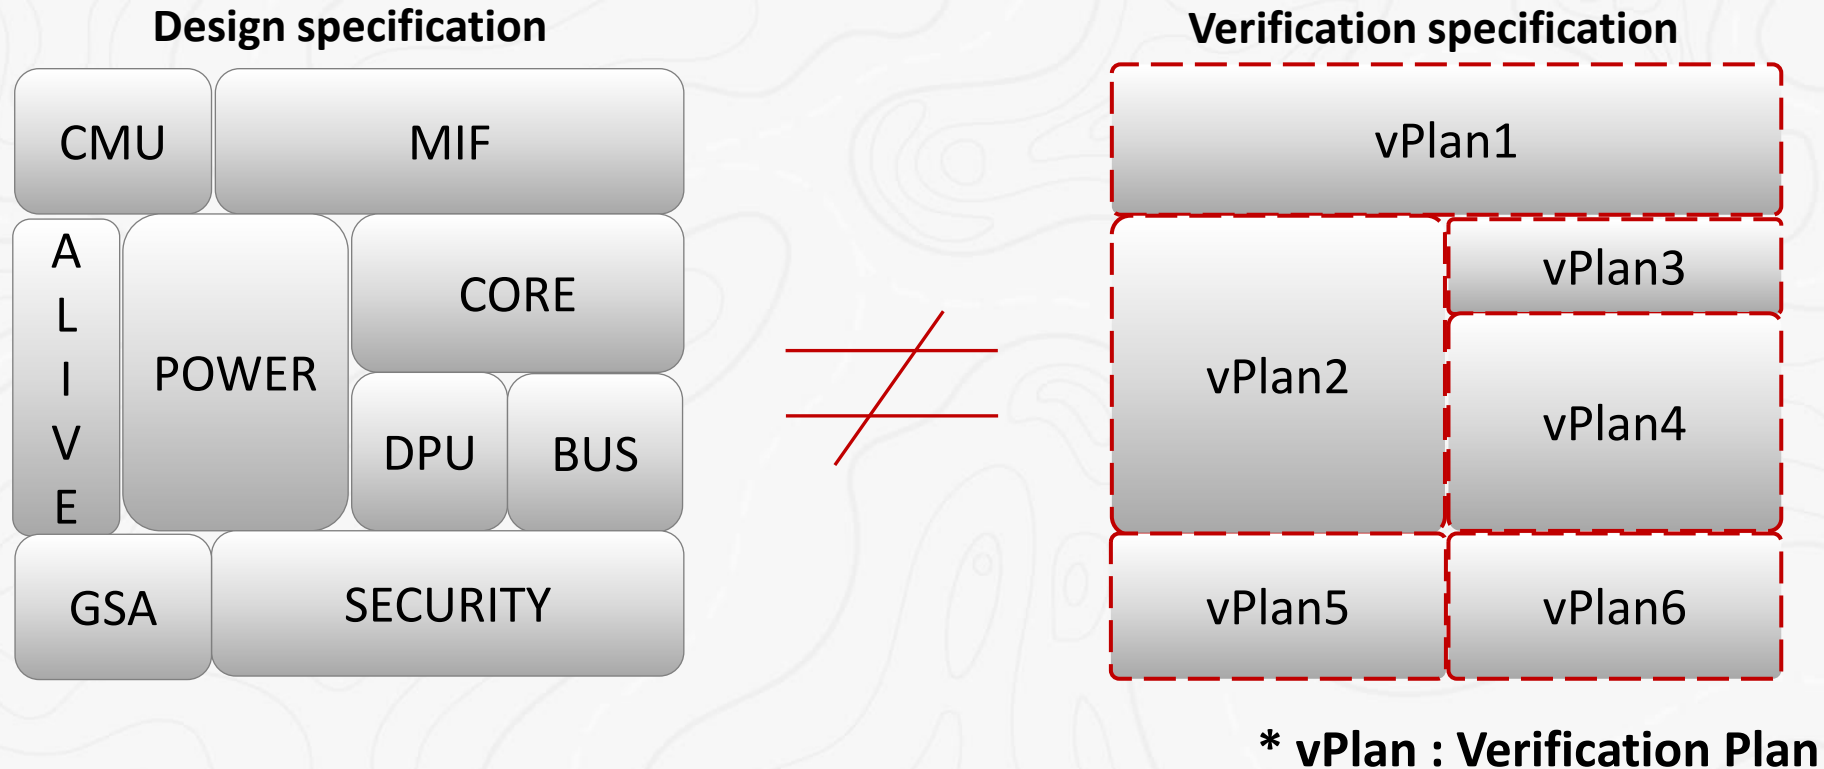 Design specification
CMU
MIF
ALIVE
POWER
CORE
DPU
BUS
GSA
SECURITY
Verification specification
vPlan1
vPlan2
vPlan3
vPlan4
vPlan5
vPlan6
* vPlan : Verification Plan